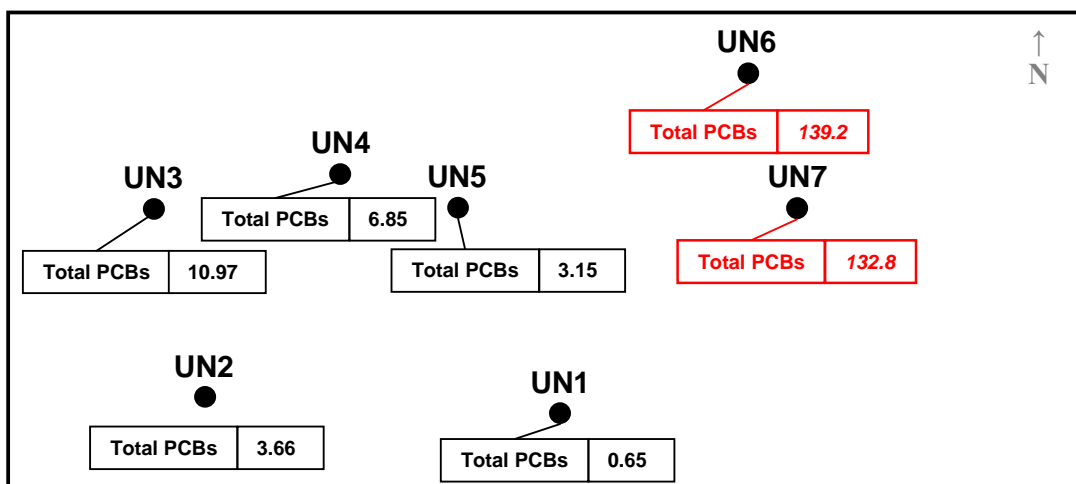 UN6
↑
N
Total PCBs 139.2
UN4
UN3
UN5
UN7
Total PCBs 6.85
Total PCBs 10.97
Total PCBs 3.15
Total PCBs 132.8
UN2
UN1
Total PCBs 3.66
Total PCBs 0.65